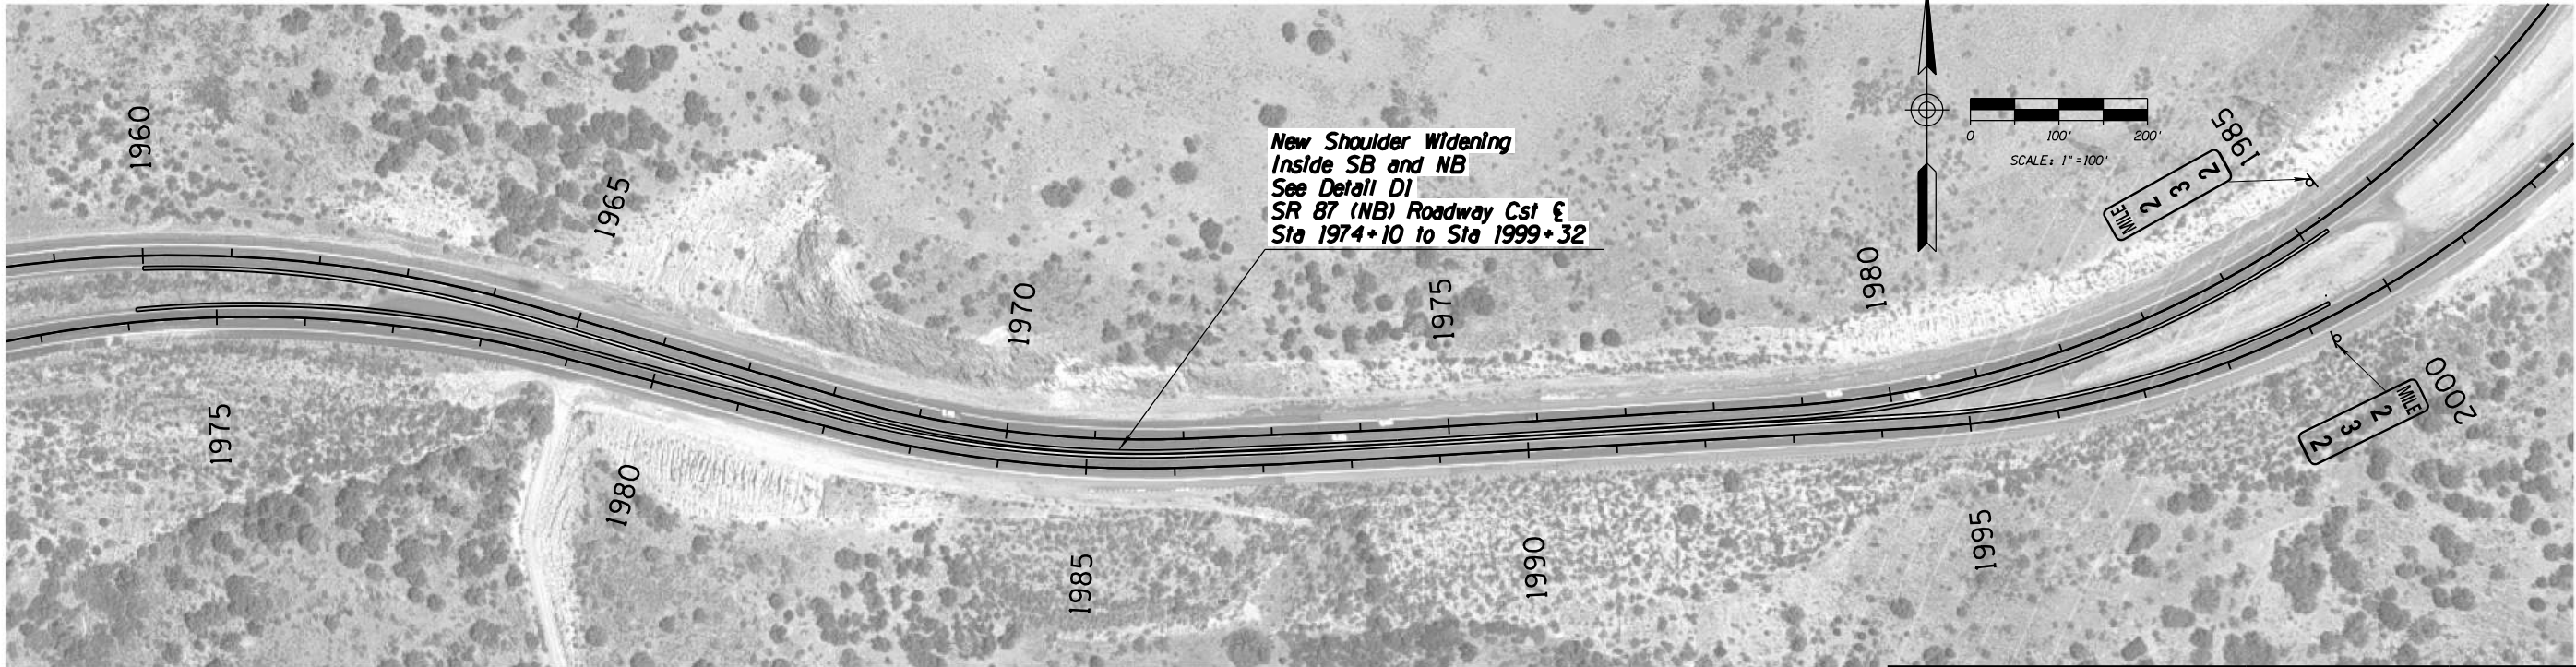 1960
1965
1970
1975
1980
1985
New Shoulder Widening
Inside SB and NB
See Detail D1
SR 87 (NB) Roadway Cst ℄
Sta 1974+10 to Sta 1999+32
0 100' 200'
SCALE: 1"=100'
MILE 2 3 2
1975
1980
1985
1990
1995
2000
MILE 2 3 2